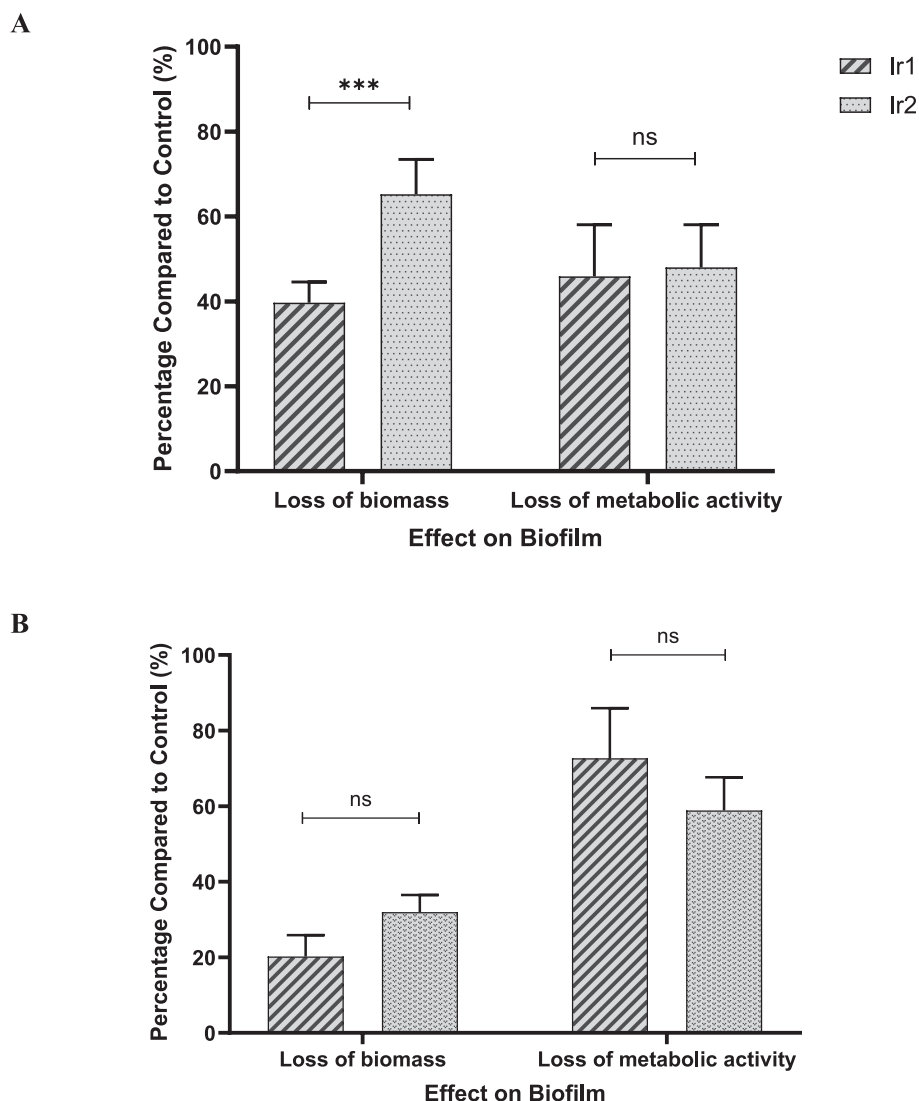 A
Percentage Compared to Control (%)
100
80
60
40
20
0
***
ns
Ir1
Ir2
Loss of biomass
Loss of metabolic activity
Effect on Biofilm
B
Percentage Compared to Control (%)
100
80
60
40
20
0
ns
ns
Loss of biomass
Loss of metabolic activity
Effect on Biofilm